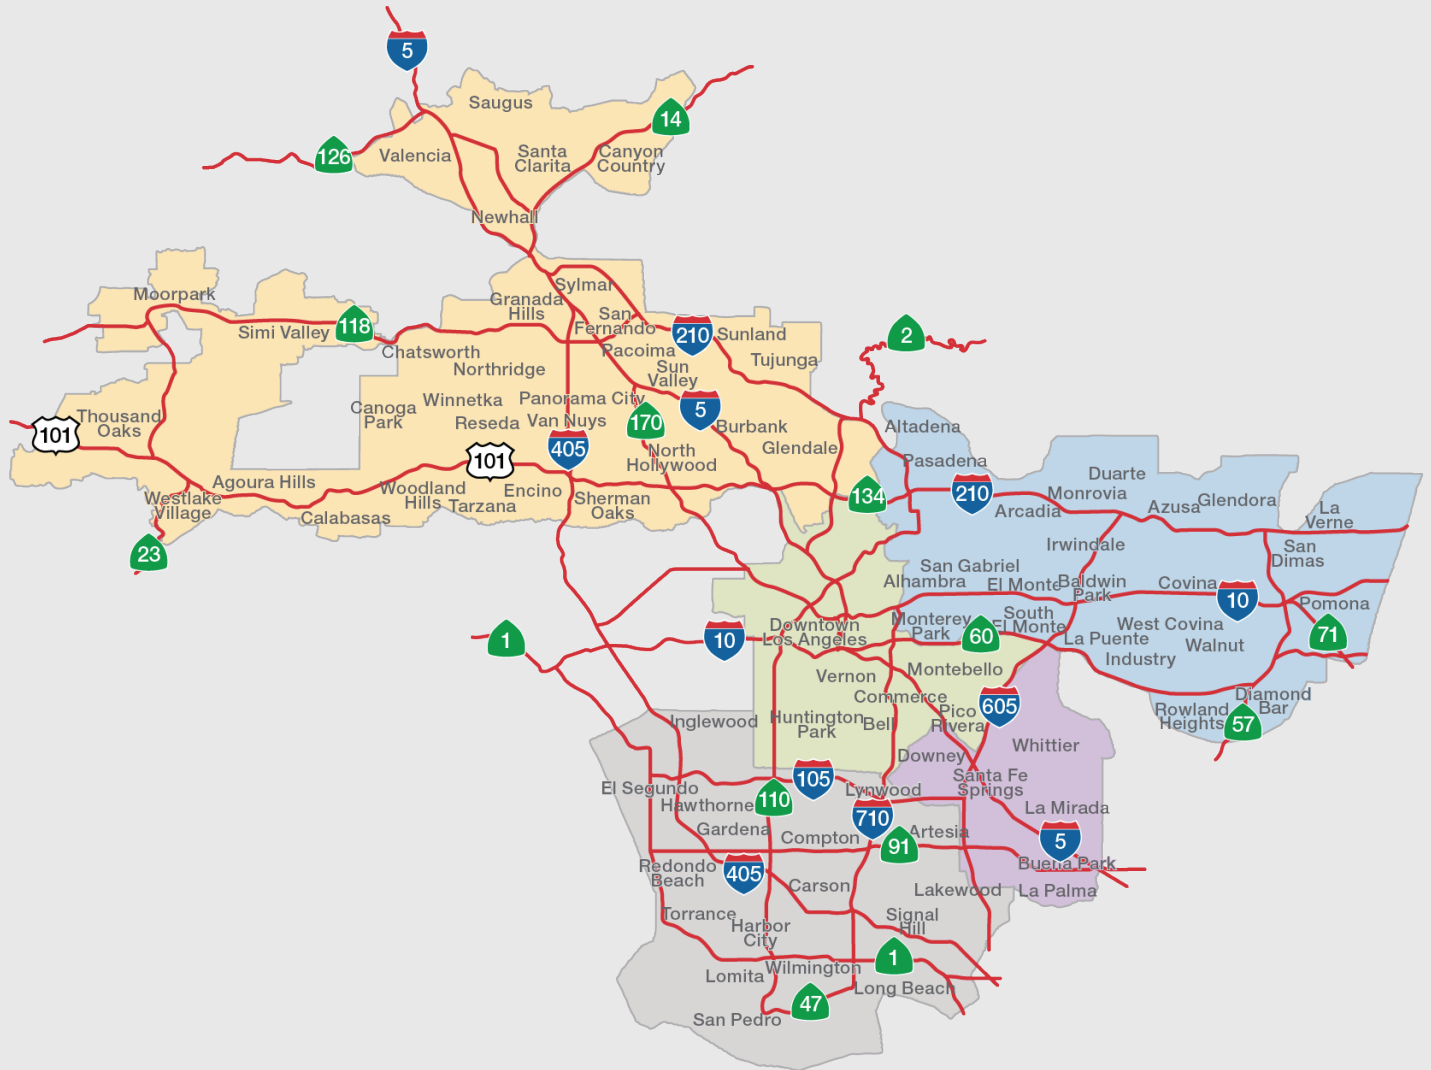 5
Saugus
14
126
Valencia
Santa
Clarita
Canyon
Country
Newhall
Moorpark
Sylmar
Granada
Hills
San
Fernando
118
Simi Valley
210
Sunland
2
Chatsworth
Pacoima
Tujunga
Northridge
Sun
Valley
Canoga
Park
Winnetka
Panorama City
Reseda
Van Nuys
170
5
Burbank
Thousand
Oaks
101
Altadena
405
101
North
Hollywood
Glendale
Pasadena
Agoura Hills
Woodland
Hills
Tarzana
Encino
Sherman
Oaks
134
210
Duarte
Monrovia
Arcadia
Azusa
Glendora
La
Verne
Westlake
Village
Calabasas
23
Irwindale
San
Dimas
San Gabriel
Alhambra
El Monte
Baldwin
Park
Covina
10
Pomona
1
10
Downtown
Los Angeles
Monterey
Park
60
South
El Monte
La Puente
West Covina
Walnut
Industry
71
Vernon
Montebello
Commerce
605
Pico
Rivera
Diamond
Bar
Rowland
Heights
57
Inglewood
Huntington
Park
Bell
Downey
Whittier
El Segundo
Hawthorne
110
105
Lynwood
Santa Fe
Springs
710
La Mirada
Gardena
Compton
91
Artesia
5
Redondo
Beach
405
Buena Park
Carson
Lakewood
La Palma
Torrance
Harbor
City
Signal
Hill
1
Lomita
Wilmington
Long Beach
47
San Pedro